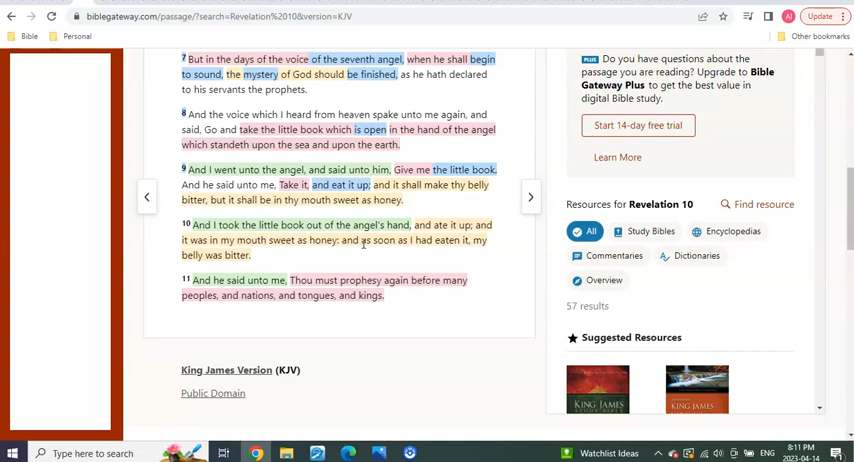 biblegateway.com/passage/?search=Revelation%2010&version=KJV
AI
Update
Bible
Personal
Other bookmarks
7 But in the days of the voice of the seventh angel, when he shall begin
to sound, the mystery of God should be finished, as he hath declared
to his servants the prophets.
8 And the voice which I heard from heaven spake unto me again, and
said, Go and take the little book which is open in the hand of the angel
which standeth upon the sea and upon the earth.
9 And I went unto the angel, and said unto him, Give me the little book.
And he said unto me, Take it, and eat it up; and it shall make thy belly
bitter, but it shall be in thy mouth sweet as honey.
10 And I took the little book out of the angel's hand, and ate it up; and
it was in my mouth sweet as honey: and as soon as I had eaten it, my
belly was bitter.
11 And he said unto me, Thou must prophesy again before many
peoples, and nations, and tongues, and kings.
King James Version (KJV)
Public Domain
PLUS Do you have questions about the
passage you are reading? Upgrade to Bible
Gateway Plus to get the best value in
digital Bible study.
Start 14-day free trial
Learn More
Resources for Revelation 10
Find resource
All
Study Bibles
Encyclopedias
Commentaries
Dictionaries
Overview
57 results
Suggested Resources
KING JAMES
KING JAMES
Type here to search
Watchlist Ideas
ENG
8:11 PM
2023-04-14